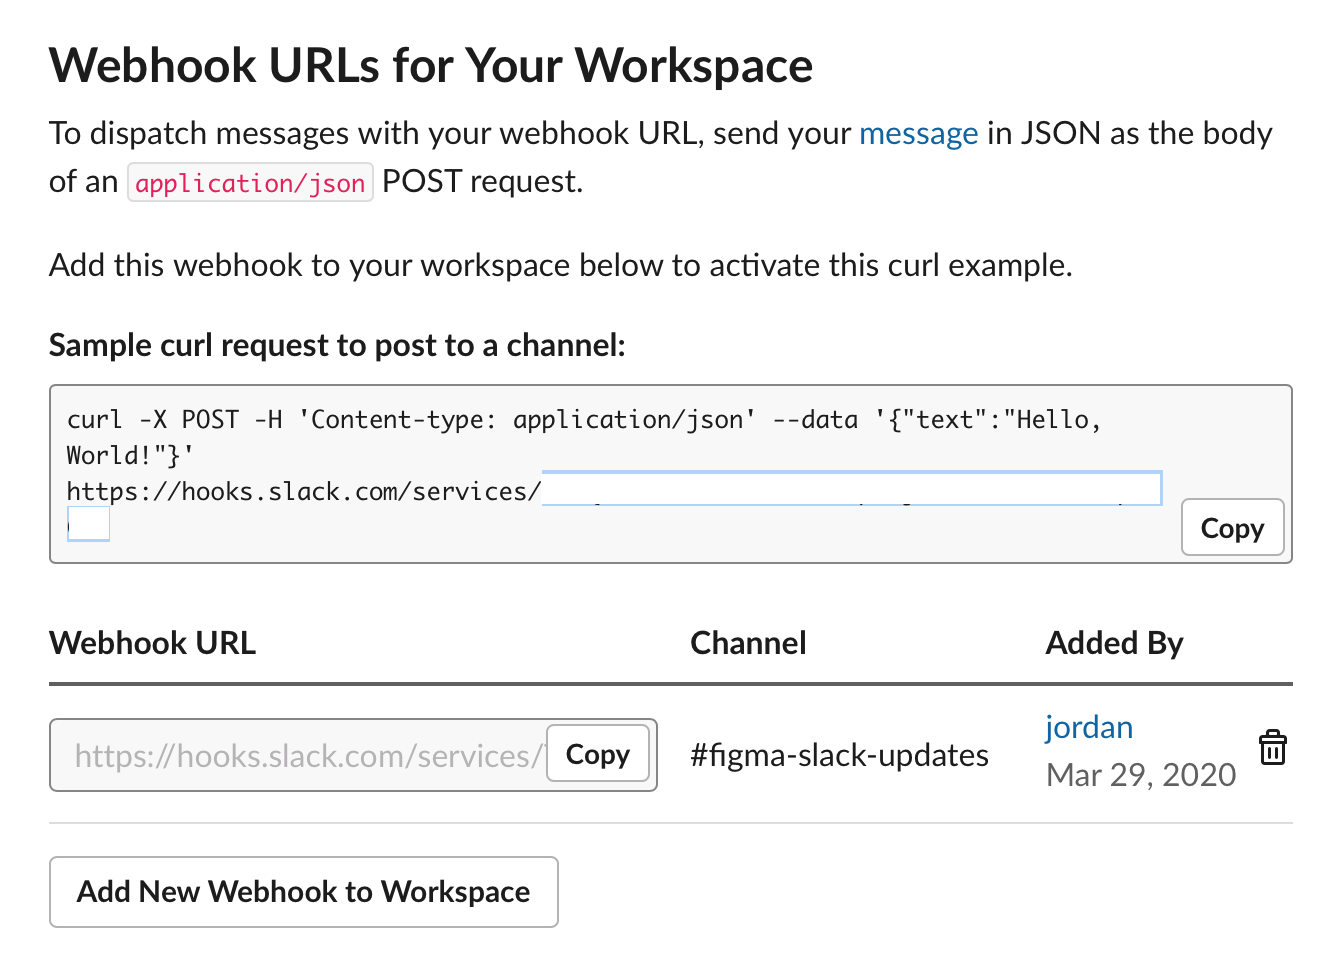 Webhook URLs for Your Workspace
To dispatch messages with your webhook URL, send your message in JSON as the body
of an application/json POST request.
Add this webhook to your workspace below to activate this curl example.
Sample curl request to post to a channel:
curl -X POST -H 'Content-type: application/json' --data '{"text":"Hello,
World!"}'
https://hooks.slack.com/services/
Copy
Webhook URL Channel Added By
https://hooks.slack.com/services/ Copy #figma-slack-updates jordan
Mar 29, 2020
Add New Webhook to Workspace